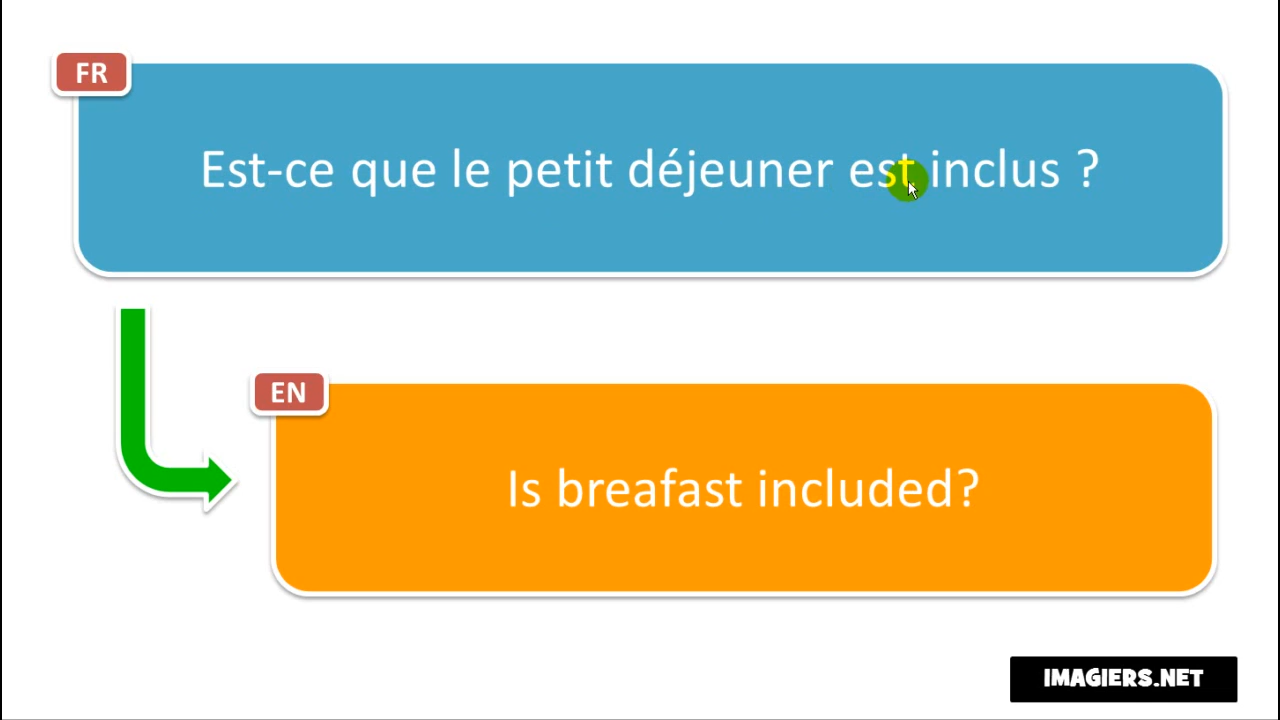 FR
Est-ce que le petit déjeuner est inclus ?
EN
Is breafast included?
IMAGIERS.NET